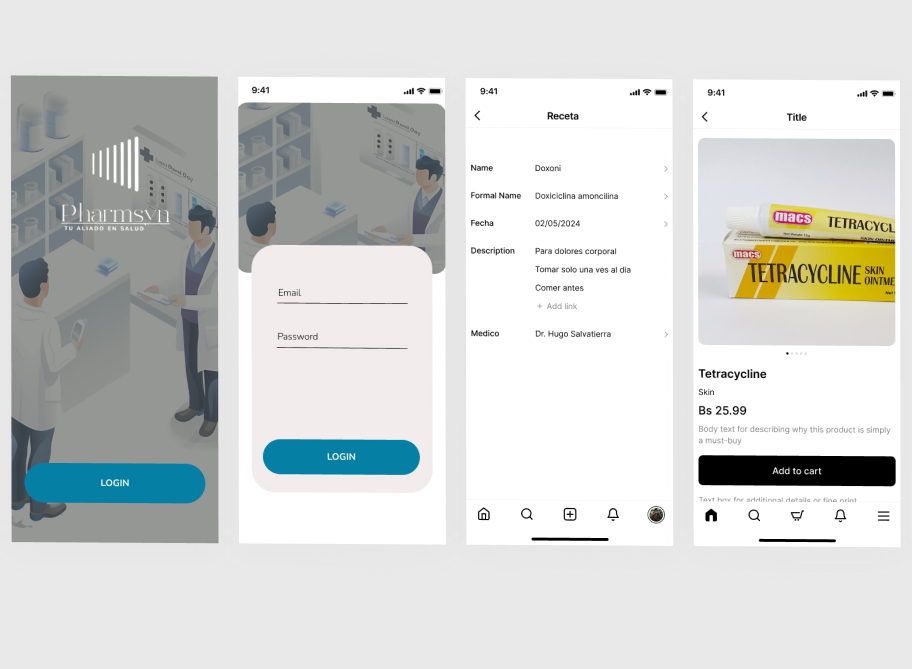 Pharmsyn
TU ALIADO EN SALUD
LOGIN
9:41
Email
Password
LOGIN
9:41
Receta
Name
Doxoni
Formal Name
Doxiciclina amoncilina
Fecha
02/05/2024
Description
Para dolores corporal
Tomar solo una ves al dia
Comer antes
+ Add link
Medico
Dr. Hugo Salvatierra
9:41
Title
macs
TETRACYCL
SKIN OINTME
macs
TETRACYCLINE
SKIN
OINTME
Tetracycline
Skin
Bs 25.99
Body text for describing why this product is simply
a must-buy
Add to cart
Text box for additional details or fine print